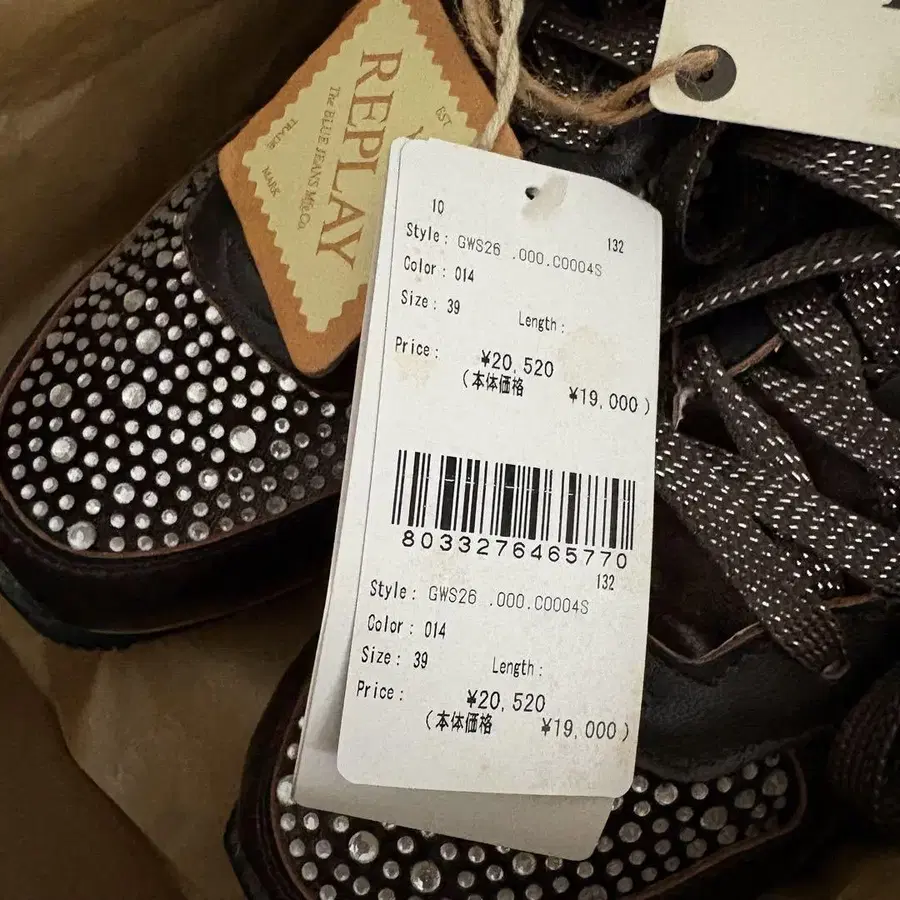 REPLAY
The BLUE JEANS Mfg Co.
EST
TRADE
MARK
10
132
Style: GWS26 .000.C0004S
Color: 014
Size: 39
Length:
Price: ¥20,520
(本体価格 ¥19,000)
8033276465770
132
Style: GWS26 .000.C0004S
Color: 014
Size: 39
Length:
Price: ¥20,520
(本体価格 ¥19,000)